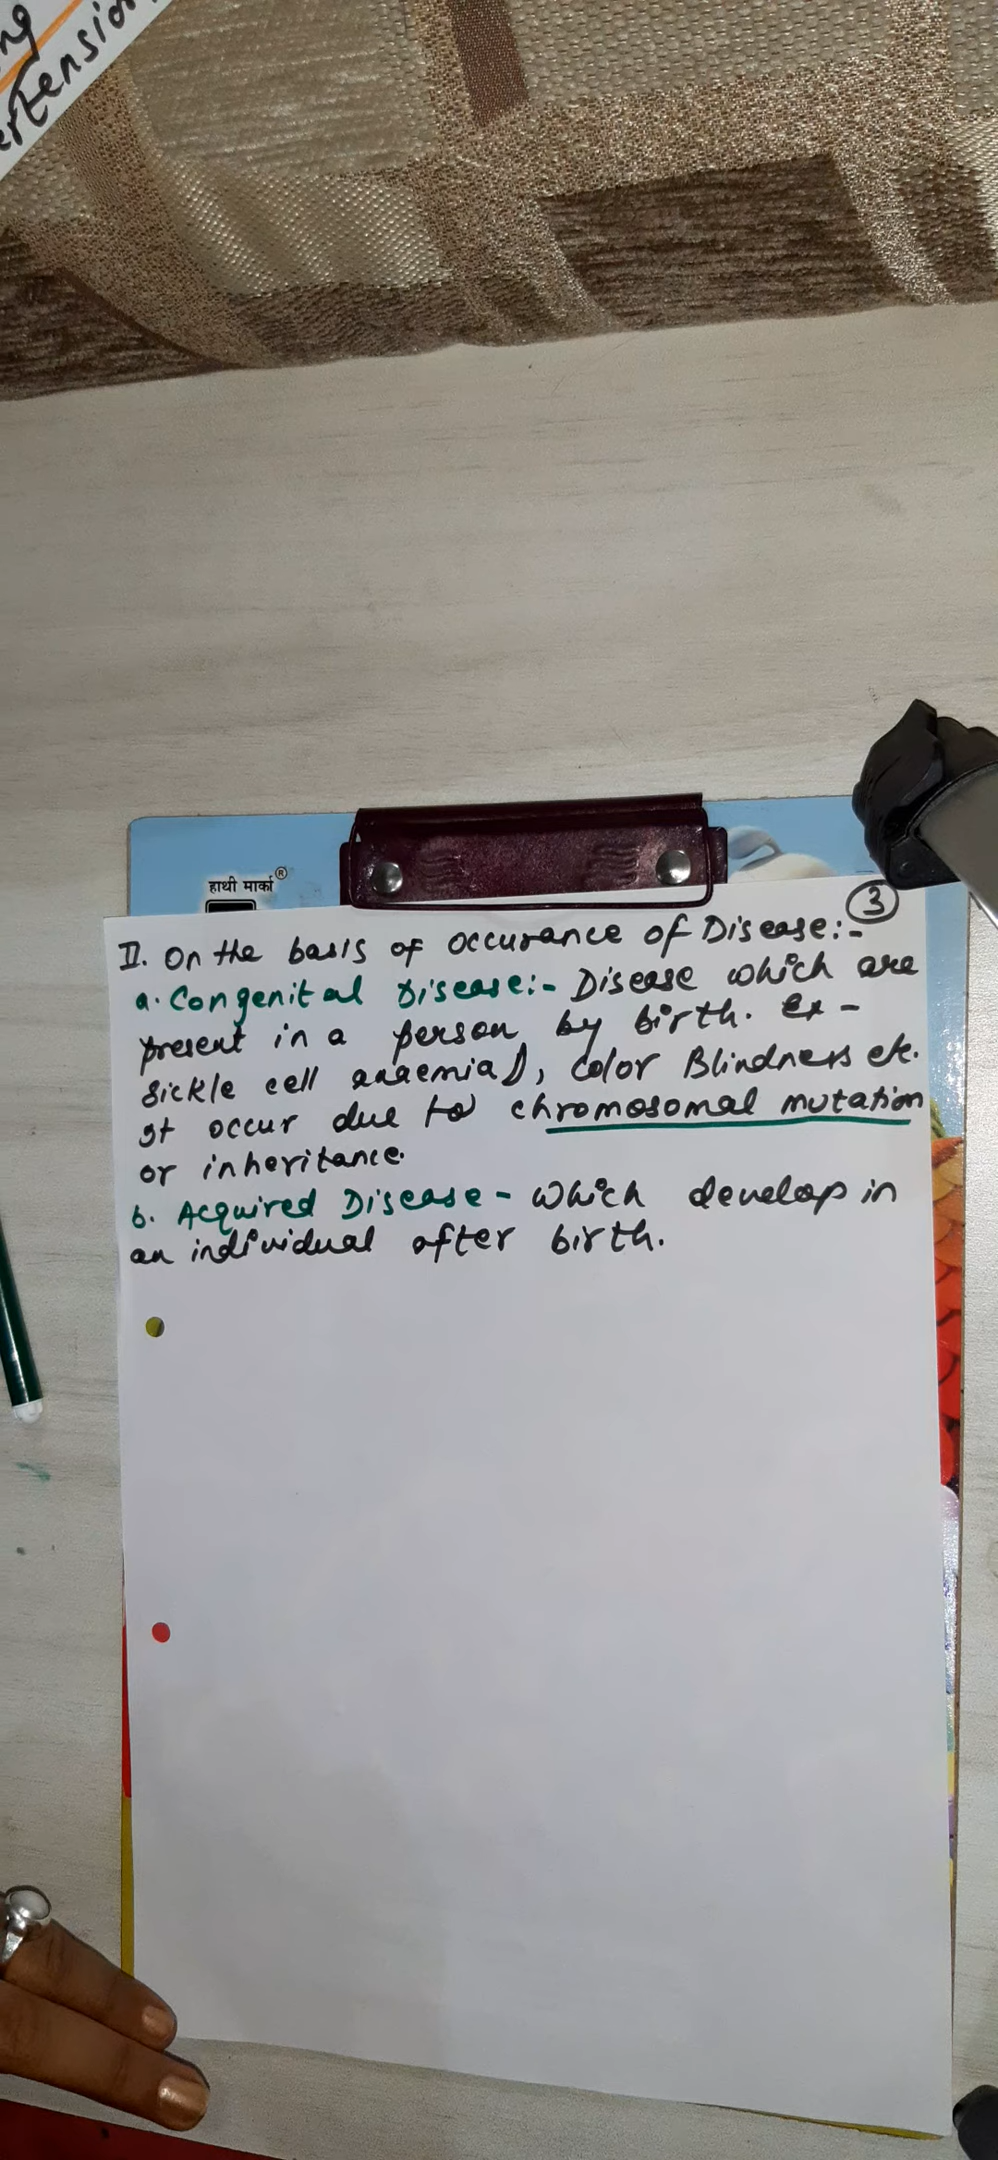 ng
ertension
हाथी मार्का®
3
II. On the basis of occurance of Disease:-
a. Congenital Disease:- Disease which are
present in a person by birth. Ex -
Sickle cell anaemia, color Blindness etc.
It occur due to chromosomal mutation
or inheritance.
b. Acquired Disease - Which develop in
an individual after birth.